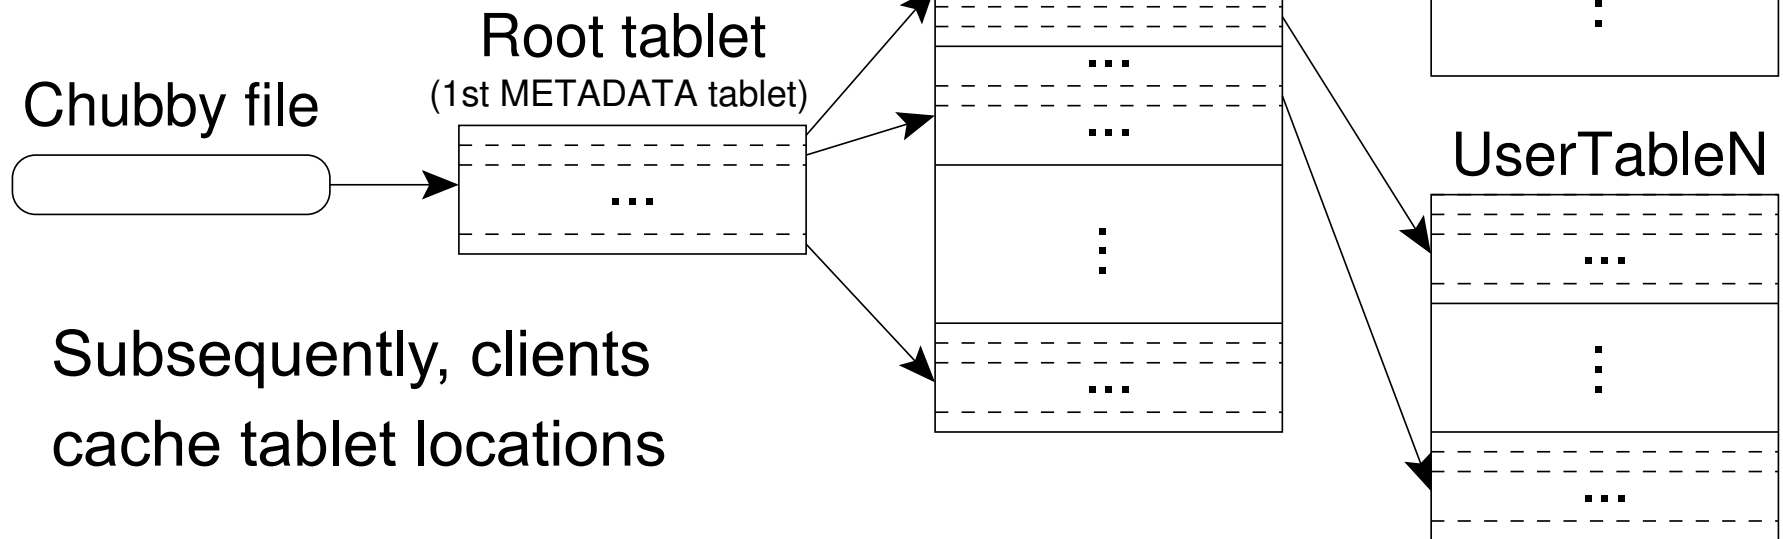 Root tablet
(1st METADATA tablet)
Chubby file
UserTableN
Subsequently, clients
cache tablet locations